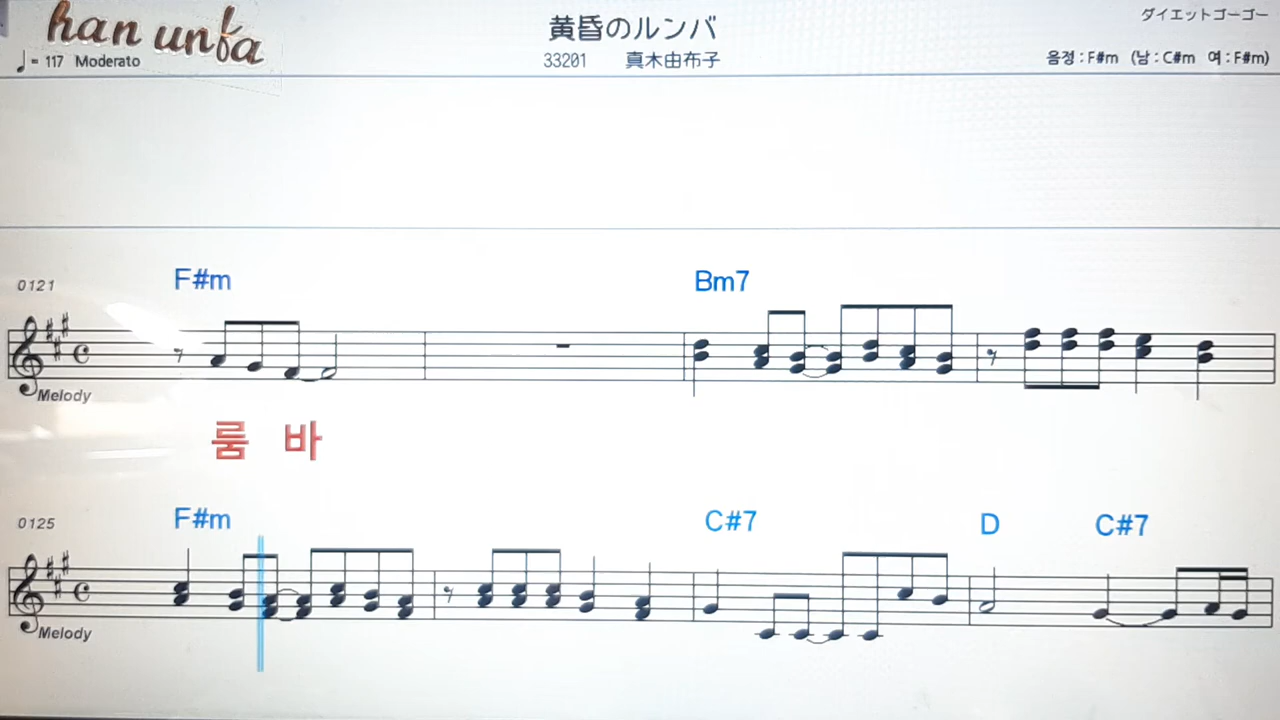 han unfa
黄昏のルンバ
ダイエットゴーゴー
♩= 117 Moderato
33201 真木由布子
음정 : F#m (남 : C#m 여 : F#m)
0121
F#m Bm7
Melody
룸 바
0125
F#m C#7 D C#7
Melody